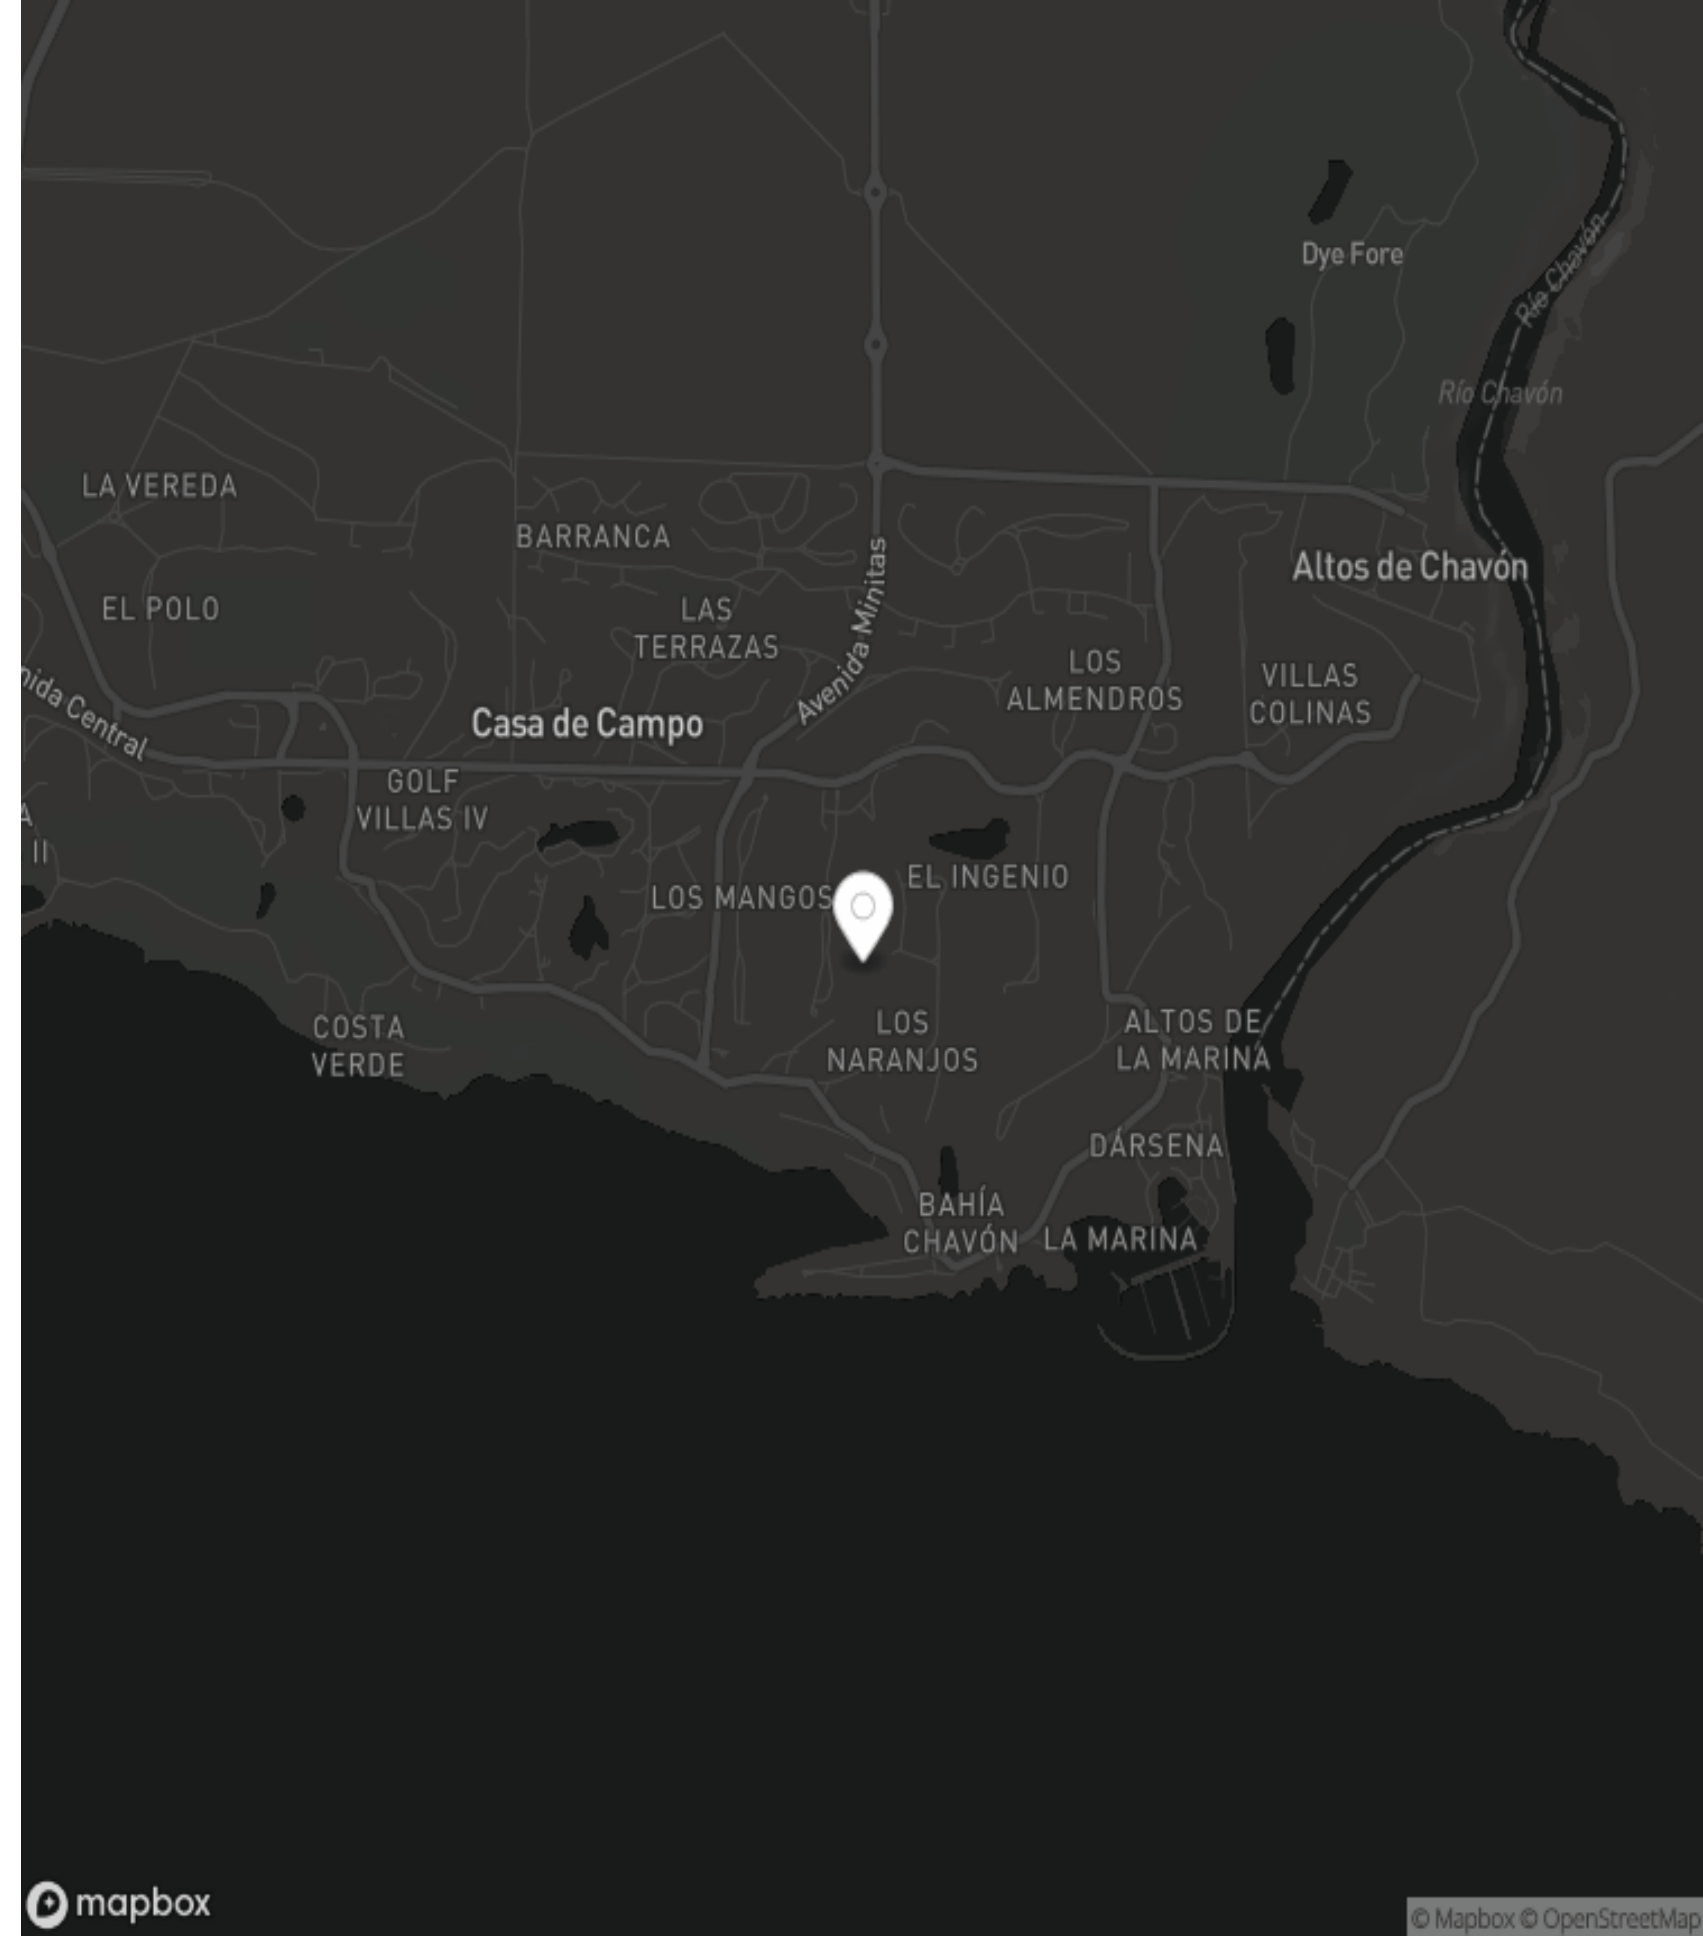 Dye Fore
Río Chavón
Río Chavón
LA VEREDA
BARRANCA
Avenida Minitas
Altos de Chavón
EL POLO
LAS
TERRAZAS
LOS
ALMENDROS
VILLAS
COLINAS
nida Central
Casa de Campo
GOLF
VILLAS IV
A
II
LOS MANGOS
EL INGENIO
COSTA
VERDE
LOS
NARANJOS
ALTOS DE
LA MARINA
DÁRSENA
BAHÍA
CHAVÓN
LA MARINA
mapbox
© Mapbox © OpenStreetMap